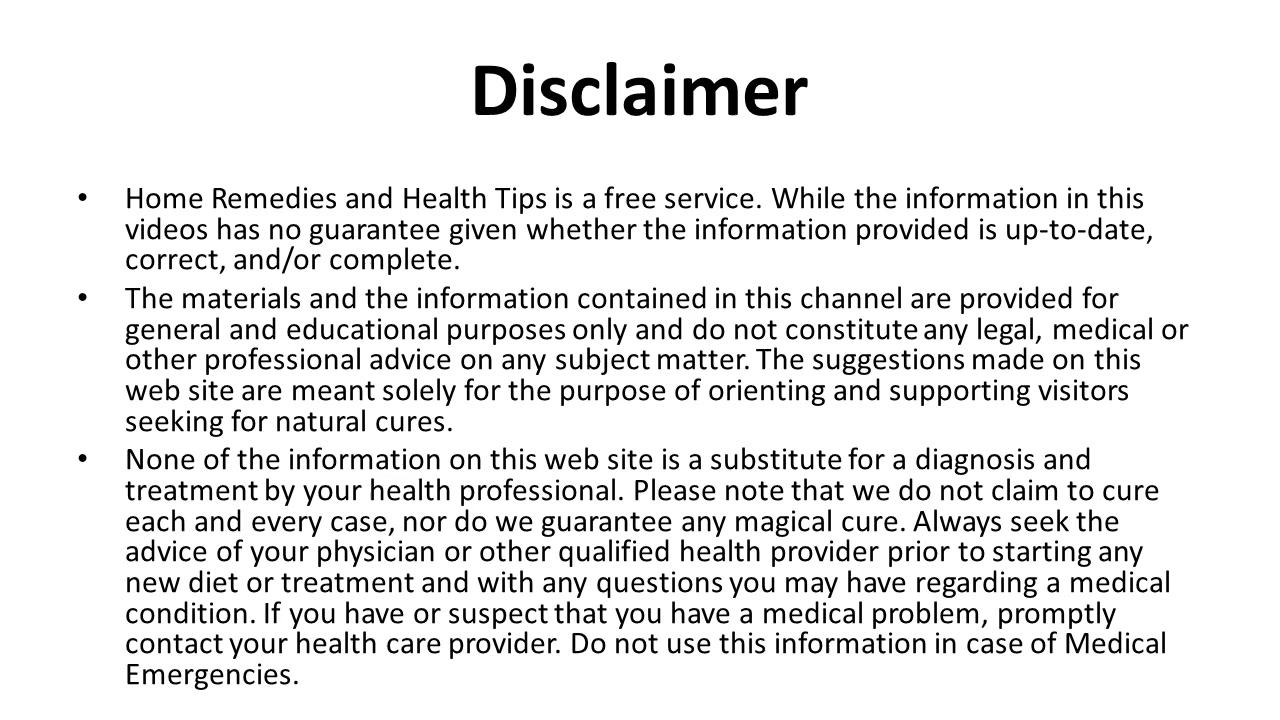 Disclaimer
• Home Remedies and Health Tips is a free service. While the information in this
videos has no guarantee given whether the information provided is up-to-date,
correct, and/or complete.
• The materials and the information contained in this channel are provided for
general and educational purposes only and do not constitute any legal, medical or
other professional advice on any subject matter. The suggestions made on this
web site are meant solely for the purpose of orienting and supporting visitors
seeking for natural cures.
• None of the information on this web site is a substitute for a diagnosis and
treatment by your health professional. Please note that we do not claim to cure
each and every case, nor do we guarantee any magical cure. Always seek the
advice of your physician or other qualified health provider prior to starting any
new diet or treatment and with any questions you may have regarding a medical
condition. If you have or suspect that you have a medical problem, promptly
contact your health care provider. Do not use this information in case of Medical
Emergencies.